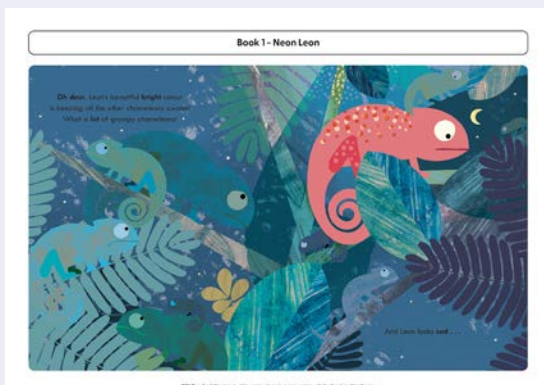 Book 1 – Neon Leon
Oh dear. Leon's beautiful bright colour
is keeping all the other chameleons awake!
What a lot of grumpy chameleons!
And Leon looks sad . . .